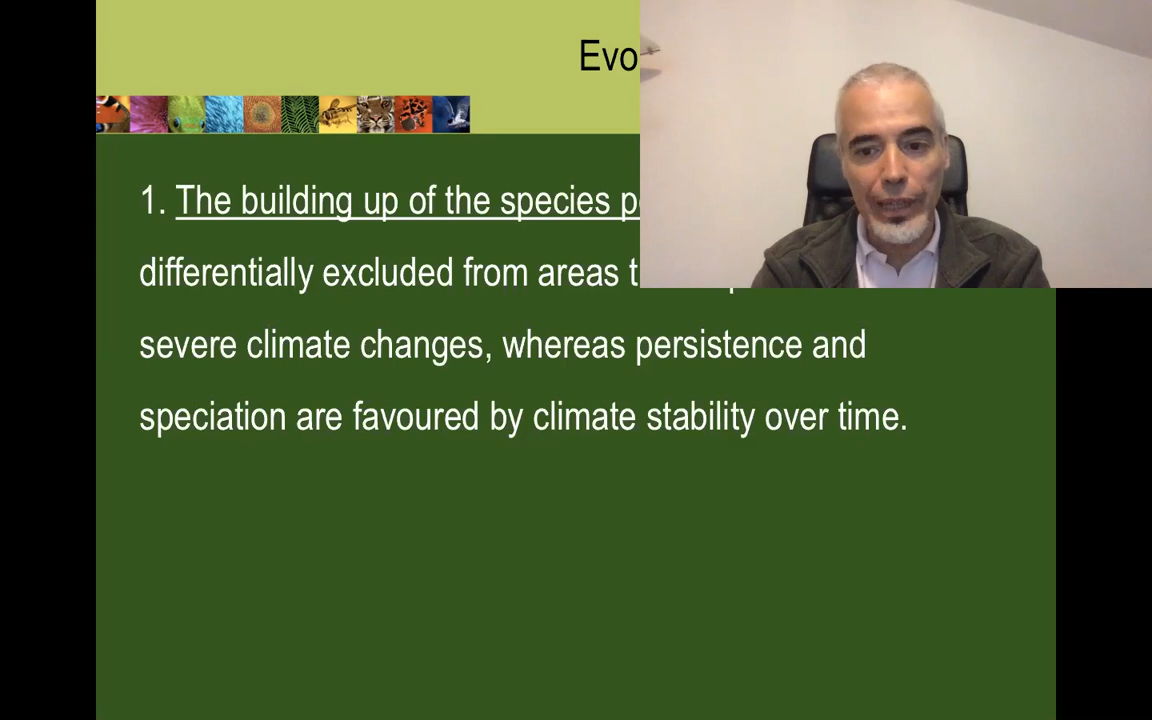 Evo
1. The building up of the species
differentially excluded from areas
severe climate changes, whereas persistence and
speciation are favoured by climate stability over time.